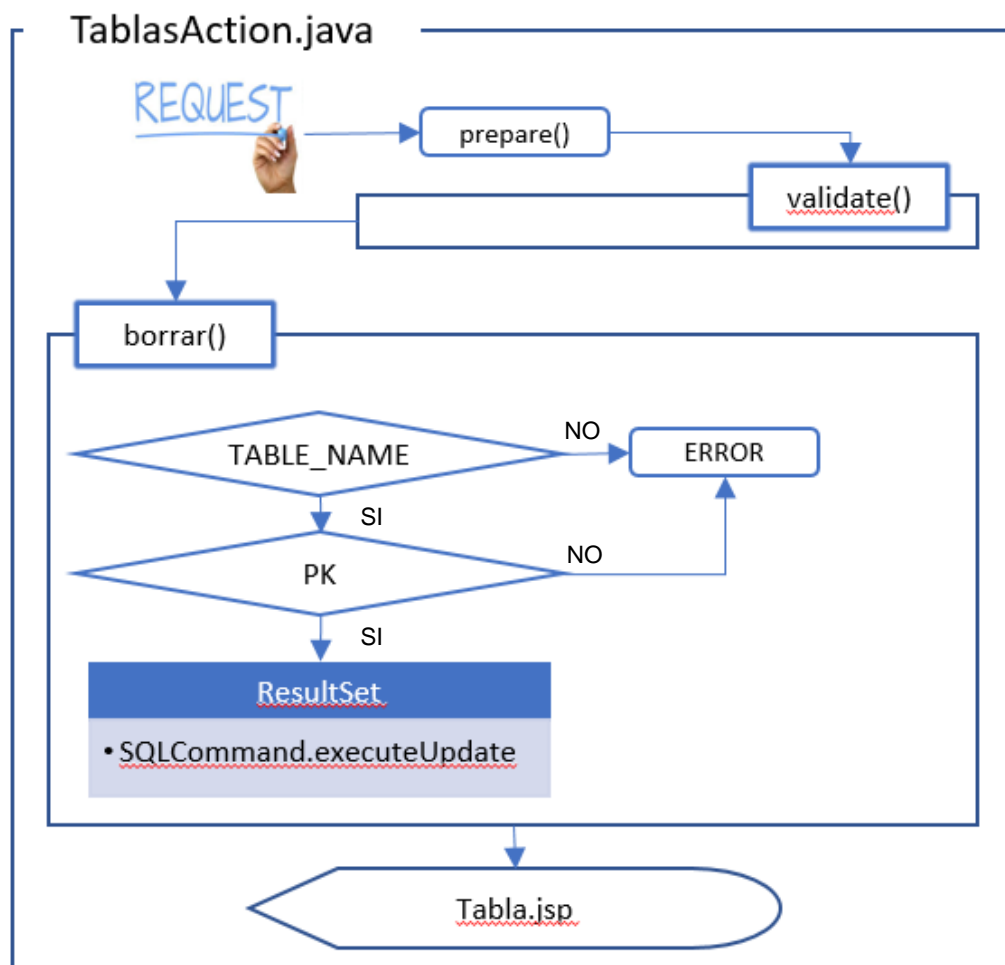 TablasAction.java
REQUEST
prepare()
validate()
borrar()
TABLE_NAME
NO
ERROR
SI
PK
NO
SI
ResultSet
• SQLCommand.executeUpdate
Tabla.jsp